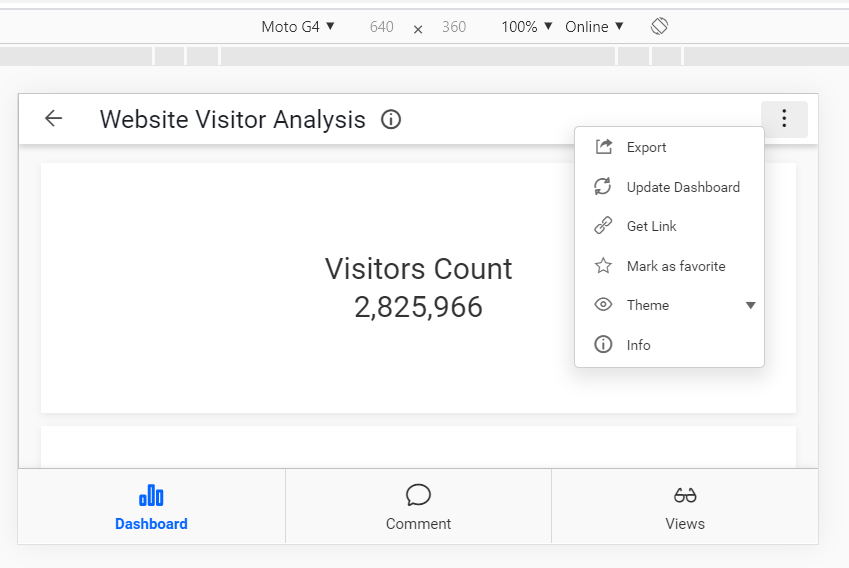 Moto G4 ▼ 640 × 360 100% ▼ Online ▼
Website Visitor Analysis
Export
Update Dashboard
Get Link
Mark as favorite
Theme
Info
Visitors Count
2,825,966
Dashboard
Comment
Views